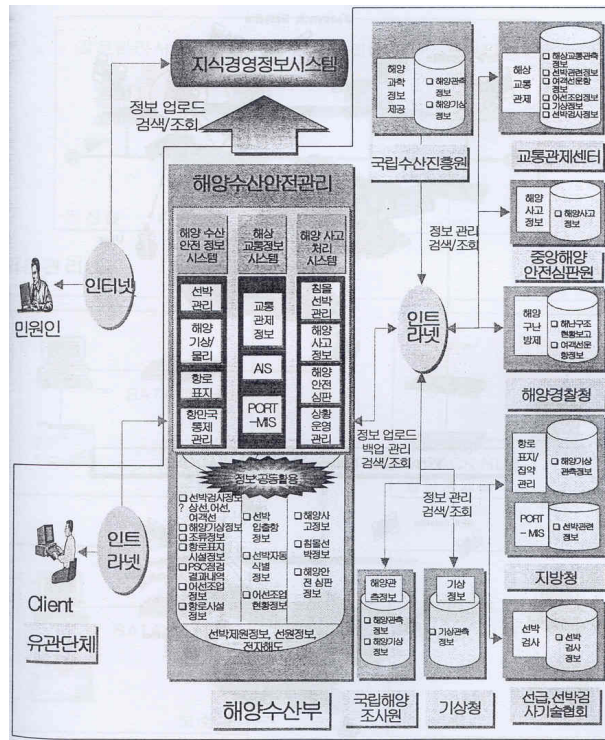 지식경영정보시스템
정보 업로드
검색/조회
해양
과학
정보
제공
❑ 해양관측
정보
❑ 해양기상
정보
국립수산진흥원
해상
교통
관제
❑ 해상교통관측
정보
❑ 선박관련정보
❑ 여객선운항
정보
❑ 어선조업정보
❑ 기상정보
❑ 선박검사정보
교통관제센터
해양수산안전관리
해양 수산
안전 정보
시스템
해상
교통정보
시스템
해양 사고
처리 시스템
선박
관리
해양
기상/
물리
항로
표지
항만국
통제 관리
교통
관제 정보
AIS
PORT
-MIS
침몰
선박관리
해양
사고정보
해양
안전
심판
상황
운영
관리
인터넷
민원인
정보 관리
검색/조회
해양
사고
정보
❑ 해양사고
정보
중앙해양
안전심판원
인트
라넷
해양
구난
방제
❑ 해난구조
현황보고
❑ 여객선운
항정보
해양경찰청
정보 업로드
백업 관리
검색/조회
항로
표지/
집약
관리
❑ 해양기상
관측정보
PORT
-MIS
❑ 선박관련
정보
지방청
정보 관리
검색/조회
정보 공동활용
❑ 선박검사정보
? 상선,어선,
여객선
❑ 해양기상정보
❑ 조류정보
❑ 항로표지
시설정보
❑ PSC점검
결과내역
❑ 어선조업
정보
❑ 항로시설
정보
❑ 선박
입출항
정보
❑ 선박자동
식별 정보
❑ 어선조업
현황정보
❑ 해양사
고정보
❑ 침몰선
박정보
❑ 해양안
전 심판
정보
선박제원정보, 선원정보,
전자해도
해양수산부
인트
라넷
Client
유관단체
해양관
측정보
❑ 해양관측
정보
❑ 해양기상
정보
국립해양
조사원
기상
정보
❑ 기상관측
정보
기상청
선박
검사
❑ 선박
검사
정보
선급,선박검
사기술협회